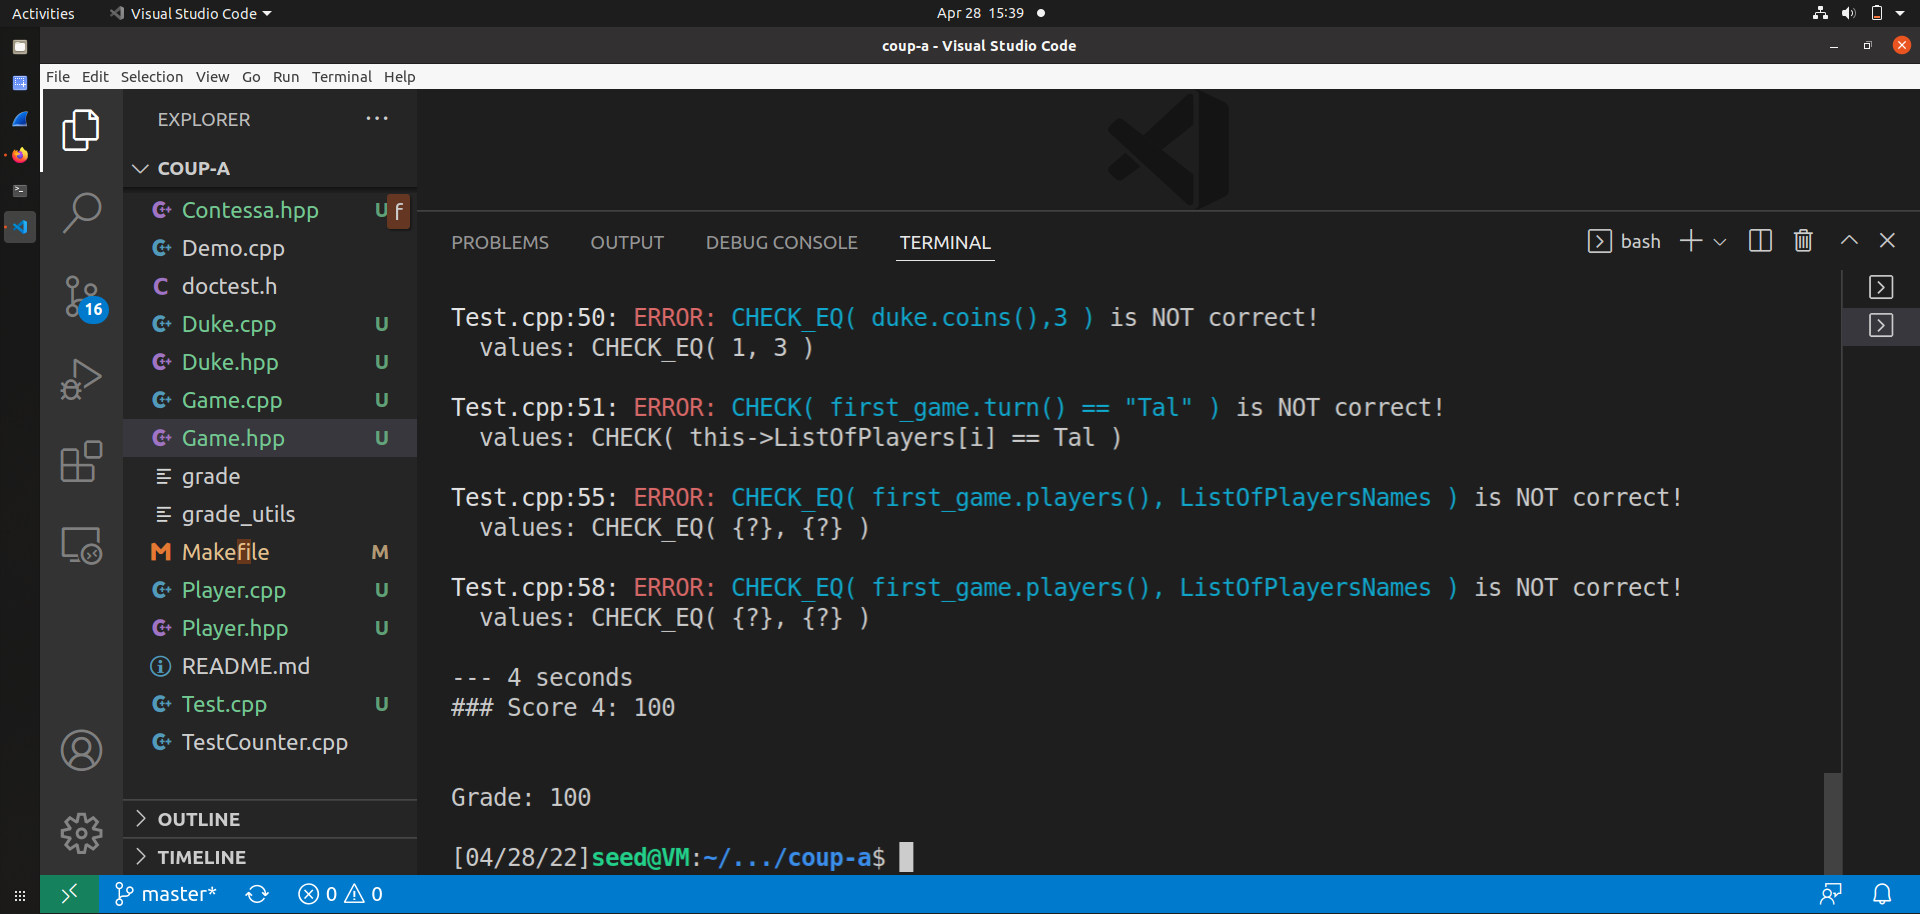 Activities Visual Studio Code Apr 28 15:39
coup-a - Visual Studio Code
File Edit Selection View Go Run Terminal Help
EXPLORER
COUP-A
Contessa.hpp U f
Demo.cpp
doctest.h
Duke.cpp U
Duke.hpp U
Game.cpp U
Game.hpp U
grade
grade_utils
Makefile M
Player.cpp U
Player.hpp U
README.md
Test.cpp U
TestCounter.cpp
OUTLINE
TIMELINE
16
PROBLEMS OUTPUT DEBUG CONSOLE TERMINAL bash
Test.cpp:50: ERROR: CHECK_EQ( duke.coins(),3 ) is NOT correct!
values: CHECK_EQ( 1, 3 )
Test.cpp:51: ERROR: CHECK( first_game.turn() == "Tal" ) is NOT correct!
values: CHECK( this->ListOfPlayers[i] == Tal )
Test.cpp:55: ERROR: CHECK_EQ( first_game.players(), ListOfPlayersNames ) is NOT correct!
values: CHECK_EQ( {?}, {?} )
Test.cpp:58: ERROR: CHECK_EQ( first_game.players(), ListOfPlayersNames ) is NOT correct!
values: CHECK_EQ( {?}, {?} )
--- 4 seconds
### Score 4: 100
Grade: 100
[04/28/22]seed@VM:~/.../coup-a$
master* 0 0